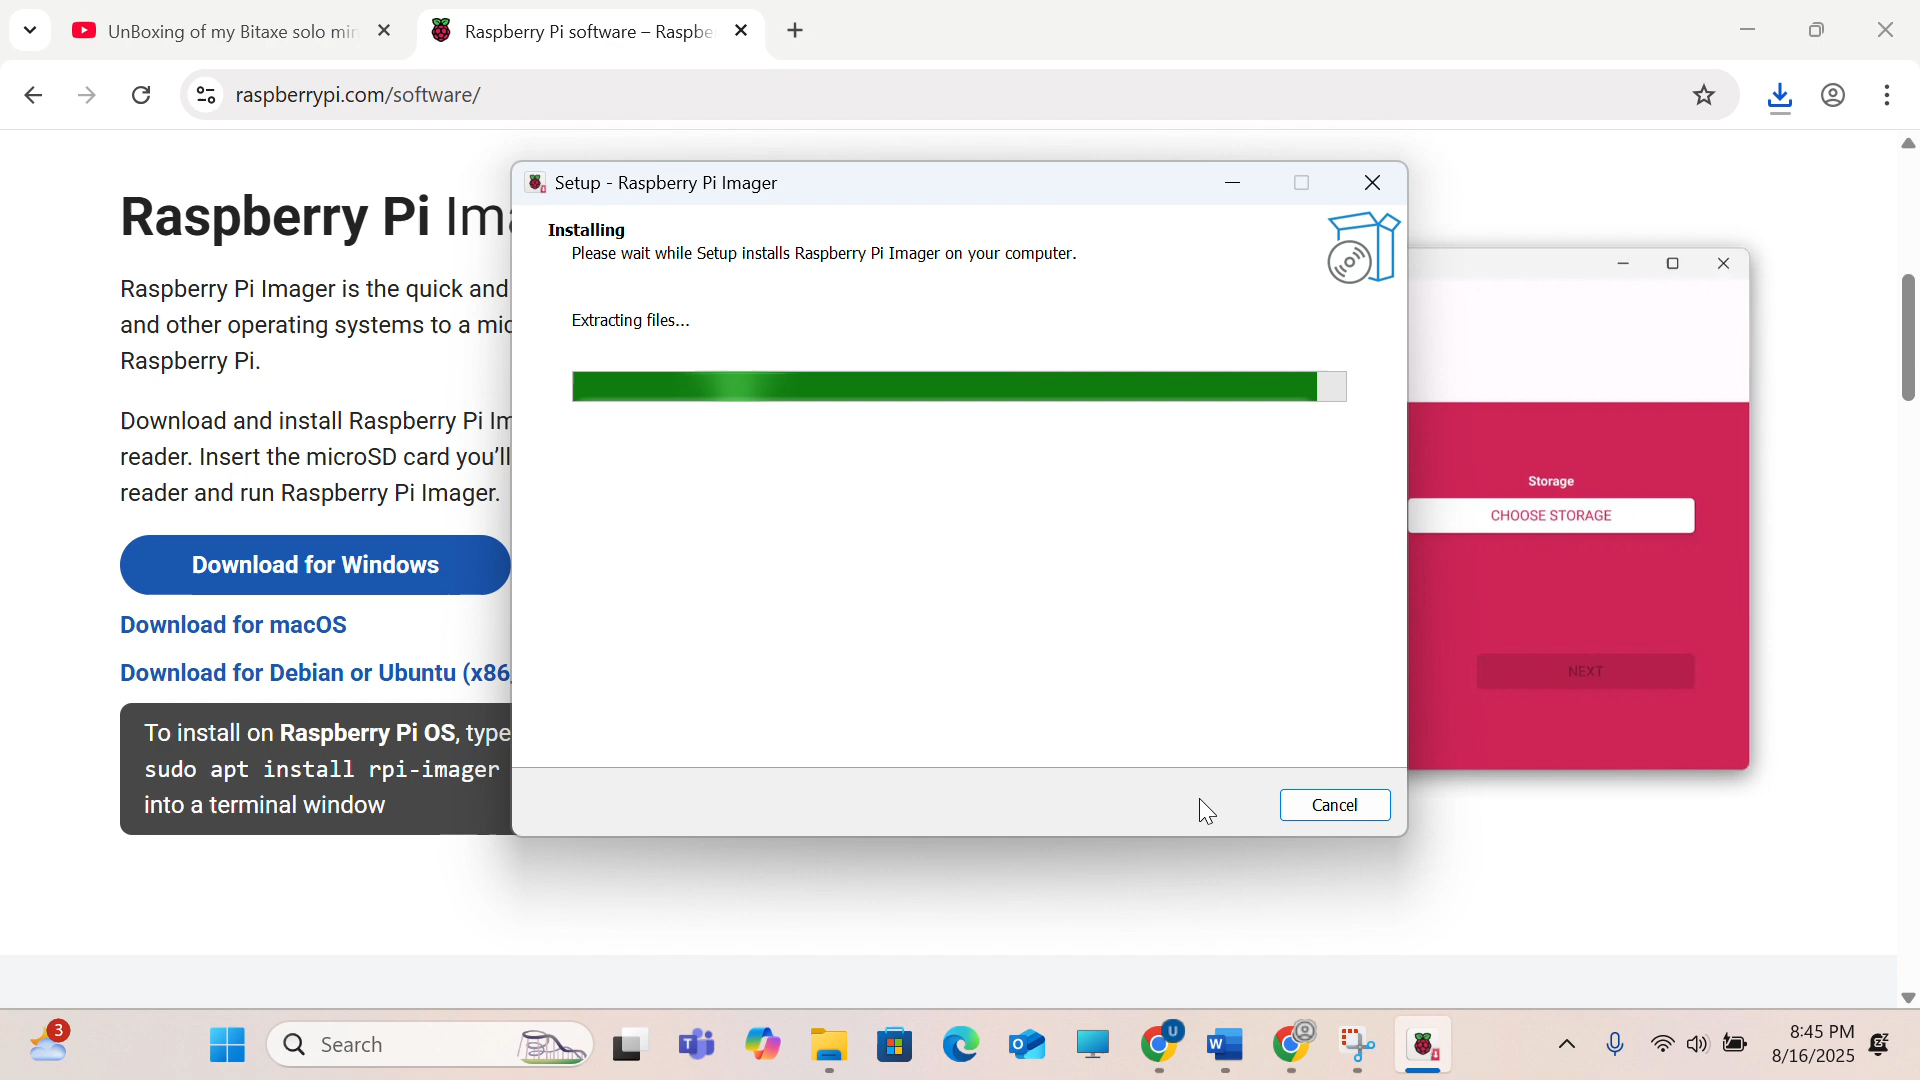 UnBoxing of my Bitaxe solo min
Raspberry Pi software – Raspbe
raspberrypi.com/software/
Setup - Raspberry Pi Imager
Installing
Please wait while Setup installs Raspberry Pi Imager on your computer.
Extracting files...
Cancel
Raspberry Pi Ima
Raspberry Pi Imager is the quick and
and other operating systems to a mic
Raspberry Pi.
Download and install Raspberry Pi Im
reader. Insert the microSD card you'll
reader and run Raspberry Pi Imager.
Download for Windows
Download for macOS
Download for Debian or Ubuntu (x86
To install on Raspberry Pi OS, type
sudo apt install rpi-imager
into a terminal window
Storage
CHOOSE STORAGE
NEXT
3
Search
U
8:45 PM
8/16/2025